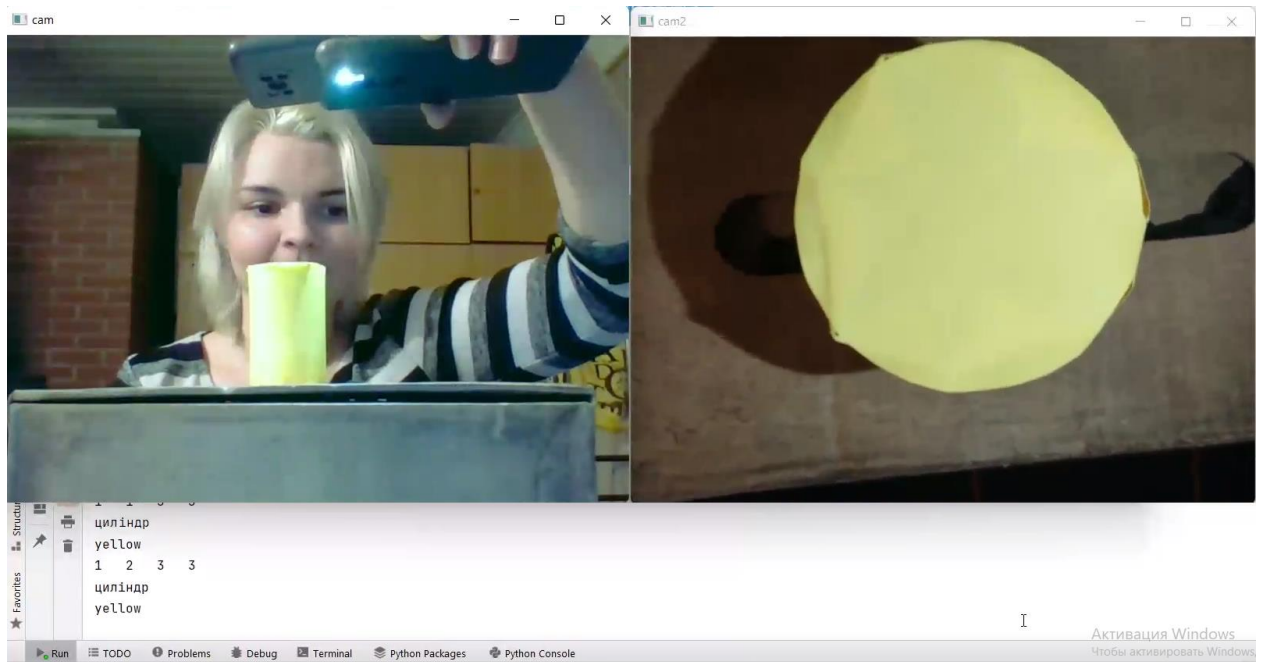 cam
cam2
циліндр
yellow
1 2 3 3
циліндр
yellow
Favorites
Активация Windows
Чтобы активировать Windows,
Run TODO Problems Debug Terminal Python Packages Python Console